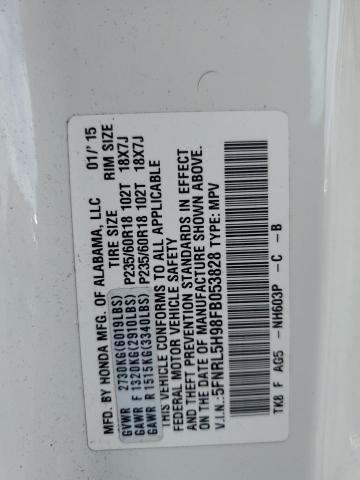 MFD. BY HONDA MFG. OF ALABAMA, LLC 01/'15
TIRE SIZE RIM SIZE
GVWR 2730KG(6019LBS)
GAWR F 1320KG(2910LBS) P235/60R18 102T 18X7J
GAWR R 1515KG(3340LBS) P235/60R18 102T 18X7J
THIS VEHICLE CONFORMS TO ALL APPLICABLE
FEDERAL MOTOR VEHICLE SAFETY
AND THEFT PREVENTION STANDARDS IN EFFECT
ON THE DATE OF MANUFACTURE SHOWN ABOVE.
V.I.N.:5FNRL5H98FB053828 TYPE: MPV
TK8 F AG5 -NH603P -C -B